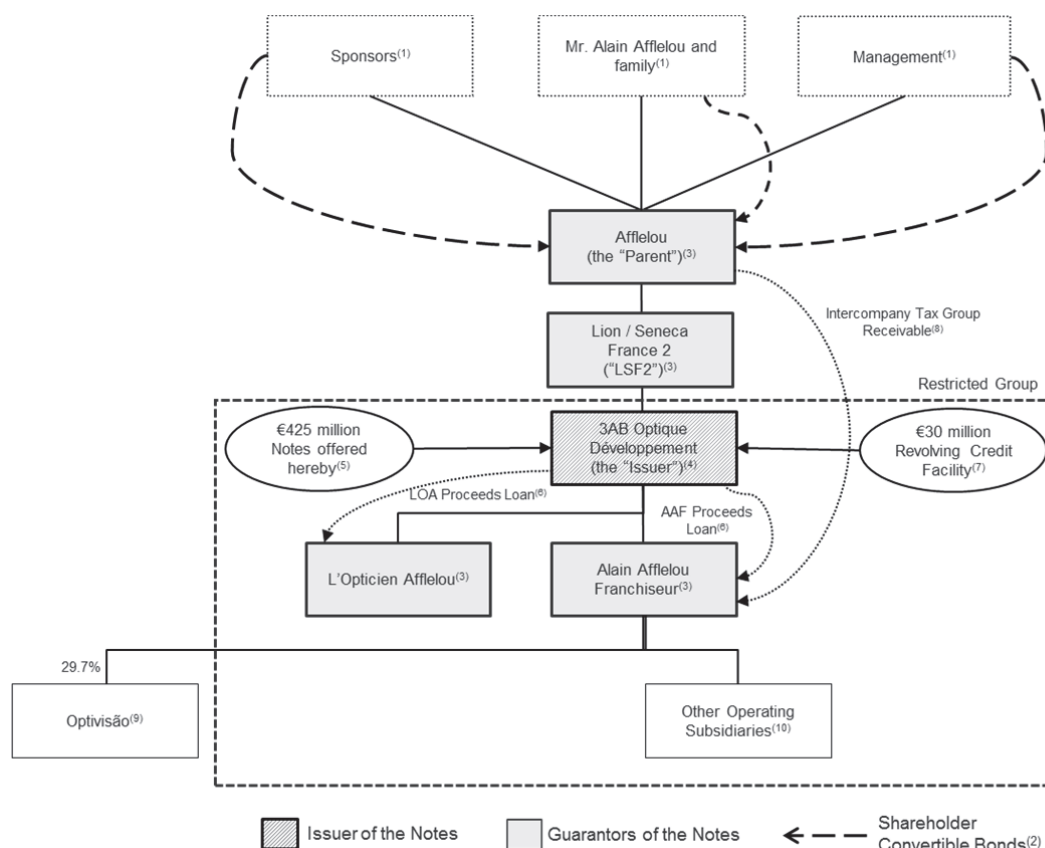 Sponsors(1)
Mr. Alain Afflelou and
family(1)
Management(1)
Afflelou
(the “Parent”)(3)
Intercompany Tax Group
Receivable(8)
Lion / Seneca
France 2
(“LSF2”)(3)
Restricted Group
€425 million
Notes offered
hereby(5)
3AB Optique
Développement
(the “Issuer”)(4)
€30 million
Revolving Credit
Facility(7)
LOA Proceeds Loan(6)
AAF Proceeds
Loan(6)
L’Opticien Afflelou(3)
Alain Afflelou
Franchiseur(3)
29.7%
Optivisão(9)
Other Operating
Subsidiaries(10)
Issuer of the Notes
Guarantors of the Notes
Shareholder
Convertible Bonds(2)